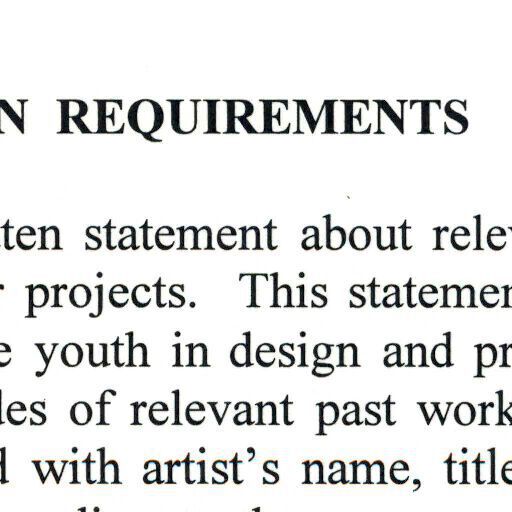 N REQUIREMENTS
ten statement about relev
r projects. This statemen
e youth in design and pr
des of relevant past work
d with artist's name, title